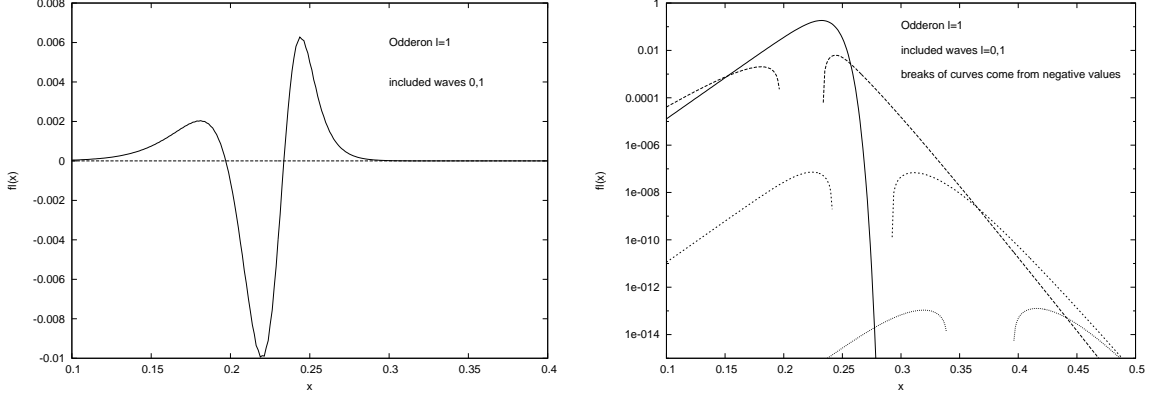 0.008
0.006
0.004
0.002
0
-0.002
-0.004
-0.006
-0.008
-0.01
0.1
0.15
0.2
0.25
0.3
0.35
0.4
fl(x)
x
Odderon l=1
included waves 0,1
1
0.01
0.0001
1e-006
1e-008
1e-010
1e-012
1e-014
0.1
0.15
0.2
0.25
0.3
0.35
0.4
0.45
0.5
fl(x)
x
Odderon l=1
included waves l=0,1
breaks of curves come from negative values